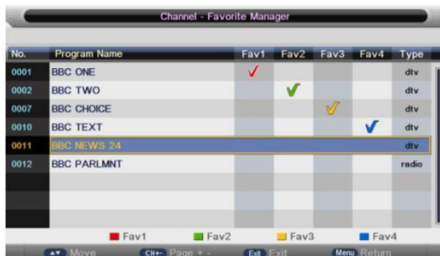 Channel - Favorite Manager
No. Program Name Fav1 Fav2 Fav3 Fav4 Type
0001 BBC ONE dtv
0002 BBC TWO dtv
0007 BBC CHOICE dtv
0010 BBC TEXT dtv
0011 BBC NEWS 24 dtv
0012 BBC PARLMNT radio
Fav1 Fav2 Fav3 Fav4
Move CH+- Page + - Exit Exit Menu Return